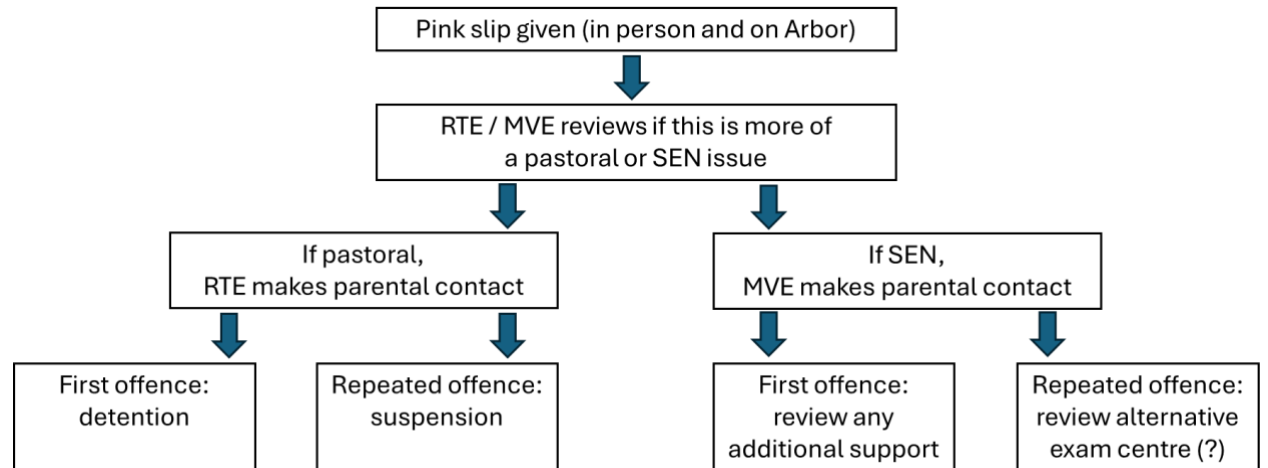 Pink slip given (in person and on Arbor)
RTE / MVE reviews if this is more of
a pastoral or SEN issue
If pastoral,
RTE makes parental contact
If SEN,
MVE makes parental contact
First offence:
detention
Repeated offence:
suspension
First offence:
review any
additional support
Repeated offence:
review alternative
exam centre (?)